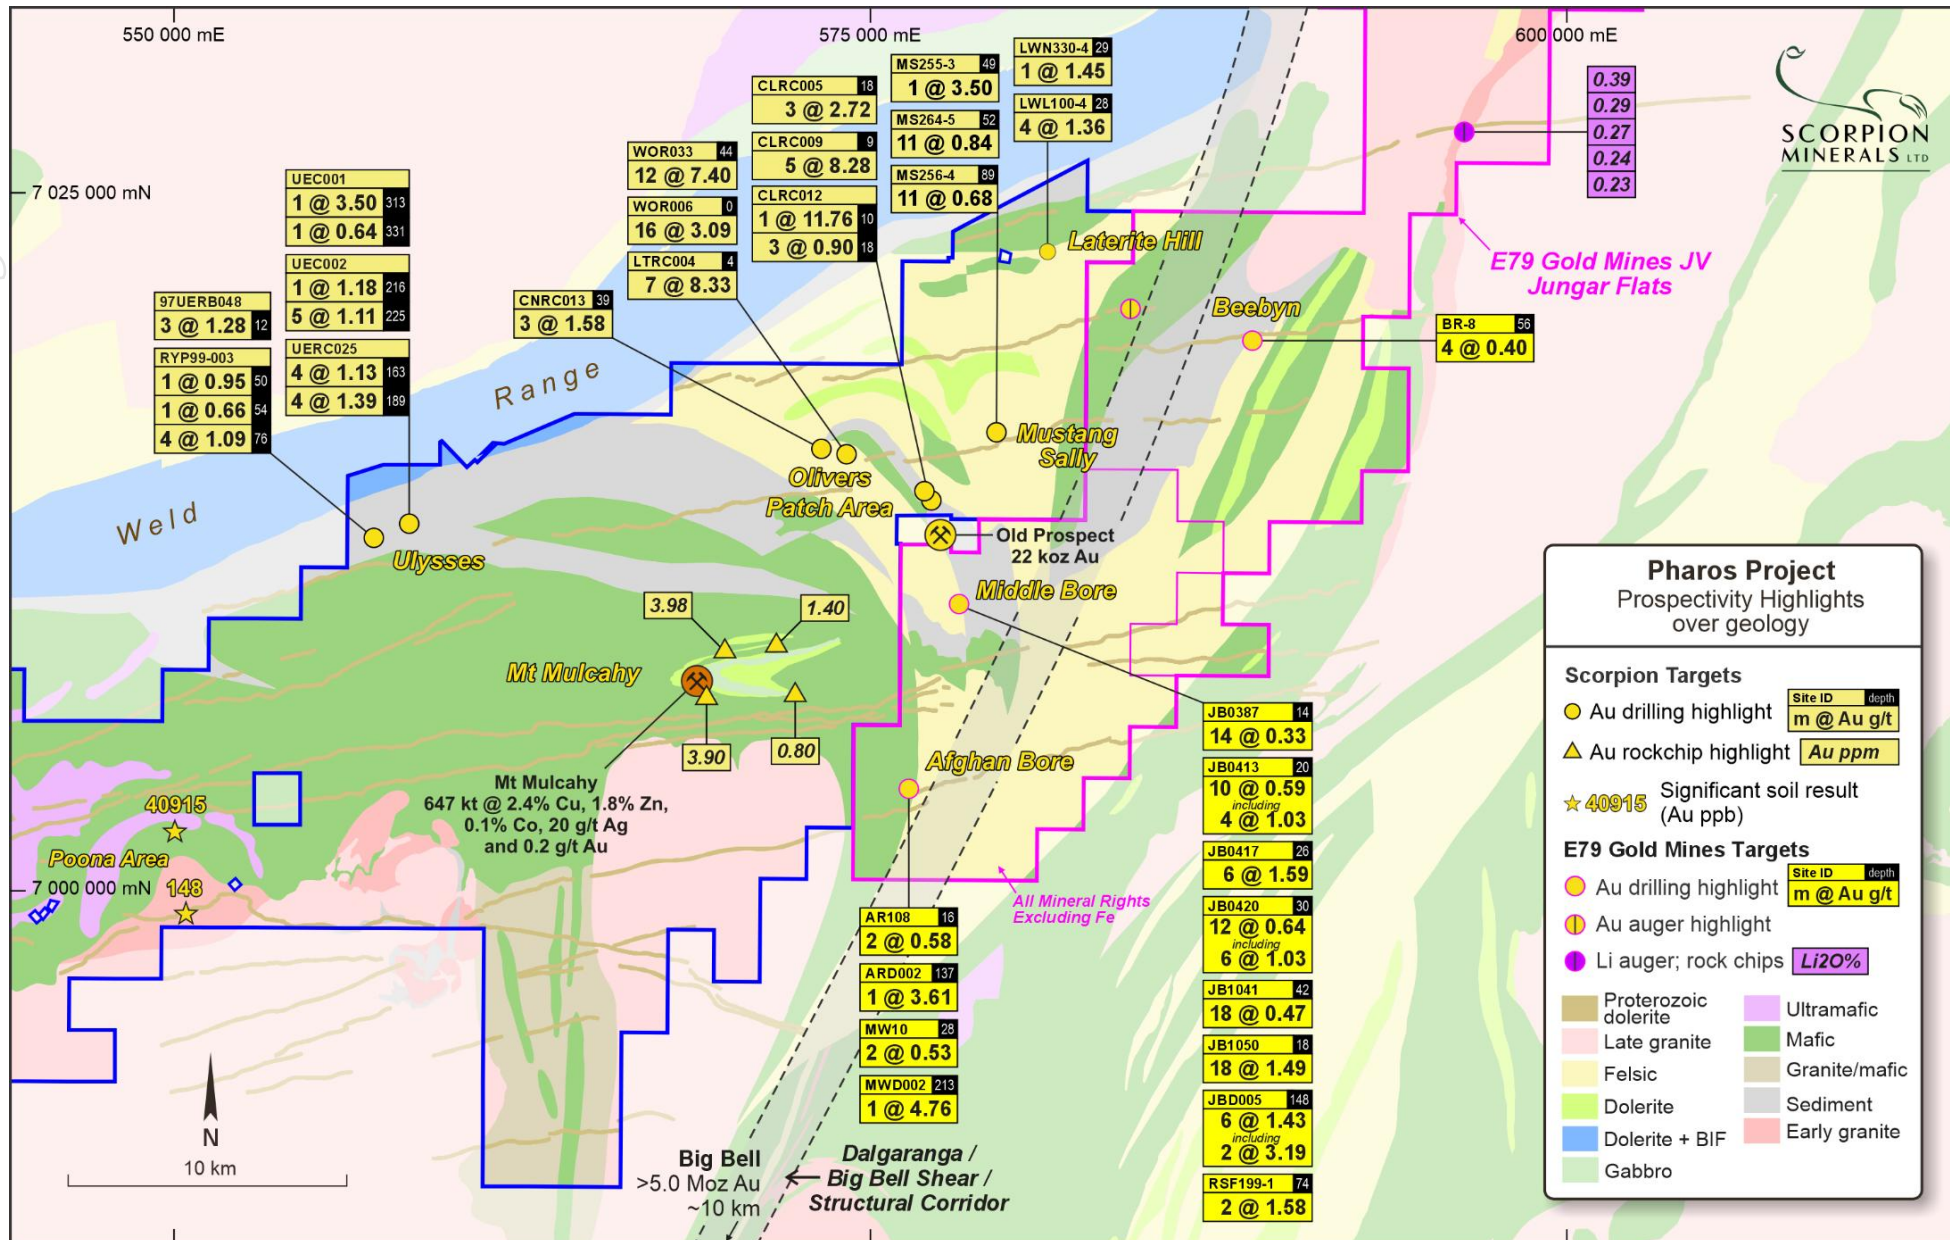 550 000 mE
575 000 mE
600 000 mE
7 025 000 mN
7 000 000 mN
SCORPION
MINERALS LTD
UEC001
1 @ 3.50 313
1 @ 0.64 331
UEC002
1 @ 1.18 216
5 @ 1.11 225
UERC025
4 @ 1.13 163
4 @ 1.39 189
97UERB048
3 @ 1.28 12
RYP99-003
1 @ 0.95 50
1 @ 0.66 54
4 @ 1.09 76
CNRC013 39
3 @ 1.58
WOR033 44
12 @ 7.40
WOR006 0
16 @ 3.09
LTRC004 4
7 @ 8.33
CLRC005 18
3 @ 2.72
CLRC009 9
5 @ 8.28
CLRC012
1 @ 11.76 10
3 @ 0.90 18
MS255-3 49
1 @ 3.50
MS264-5 52
11 @ 0.84
MS256-4 89
11 @ 0.68
LWN330-4 29
1 @ 1.45
LWL100-4 28
4 @ 1.36
0.39
0.29
0.27
0.24
0.23
E79 Gold Mines JV
Jungar Flats
Laterite Hill
Beebyn
BR-8 56
4 @ 0.40
Weld Range
Mustang
Sally
Olivers
Patch Area
Ulysses
Old Prospect
22 koz Au
Middle Bore
3.98
1.40
Mt Mulcahy
3.90
0.80
Mt Mulcahy
647 kt @ 2.4% Cu, 1.8% Zn,
0.1% Co, 20 g/t Ag
and 0.2 g/t Au
Afghan Bore
40915
Poona Area
148
All Mineral Rights
Excluding Fe
AR108 16
2 @ 0.58
ARD002 137
1 @ 3.61
MW10 28
2 @ 0.53
MWD002 213
1 @ 4.76
JB0387 14
14 @ 0.33
JB0413 20
10 @ 0.59
including
4 @ 1.03
JB0417 26
6 @ 1.59
JB0420 30
12 @ 0.64
including
6 @ 1.03
JB1041 42
18 @ 0.47
JB1050 18
18 @ 1.49
JBD005 148
6 @ 1.43
including
2 @ 3.19
RSF199-1 74
2 @ 1.58
N
10 km
Big Bell
>5.0 Moz Au
~10 km
Dalgaranga /
Big Bell Shear /
Structural Corridor
Pharos Project
Prospectivity Highlights
over geology
Scorpion Targets
Au drilling highlight
Site ID depth
m @ Au g/t
Au rockchip highlight
Au ppm
40915
Significant soil result
(Au ppb)
E79 Gold Mines Targets
Au drilling highlight
Site ID depth
m @ Au g/t
Au auger highlight
Li auger; rock chips
Li2O%
Proterozoic
dolerite
Late granite
Felsic
Dolerite
Dolerite + BIF
Gabbro
Ultramafic
Mafic
Granite/mafic
Sediment
Early granite